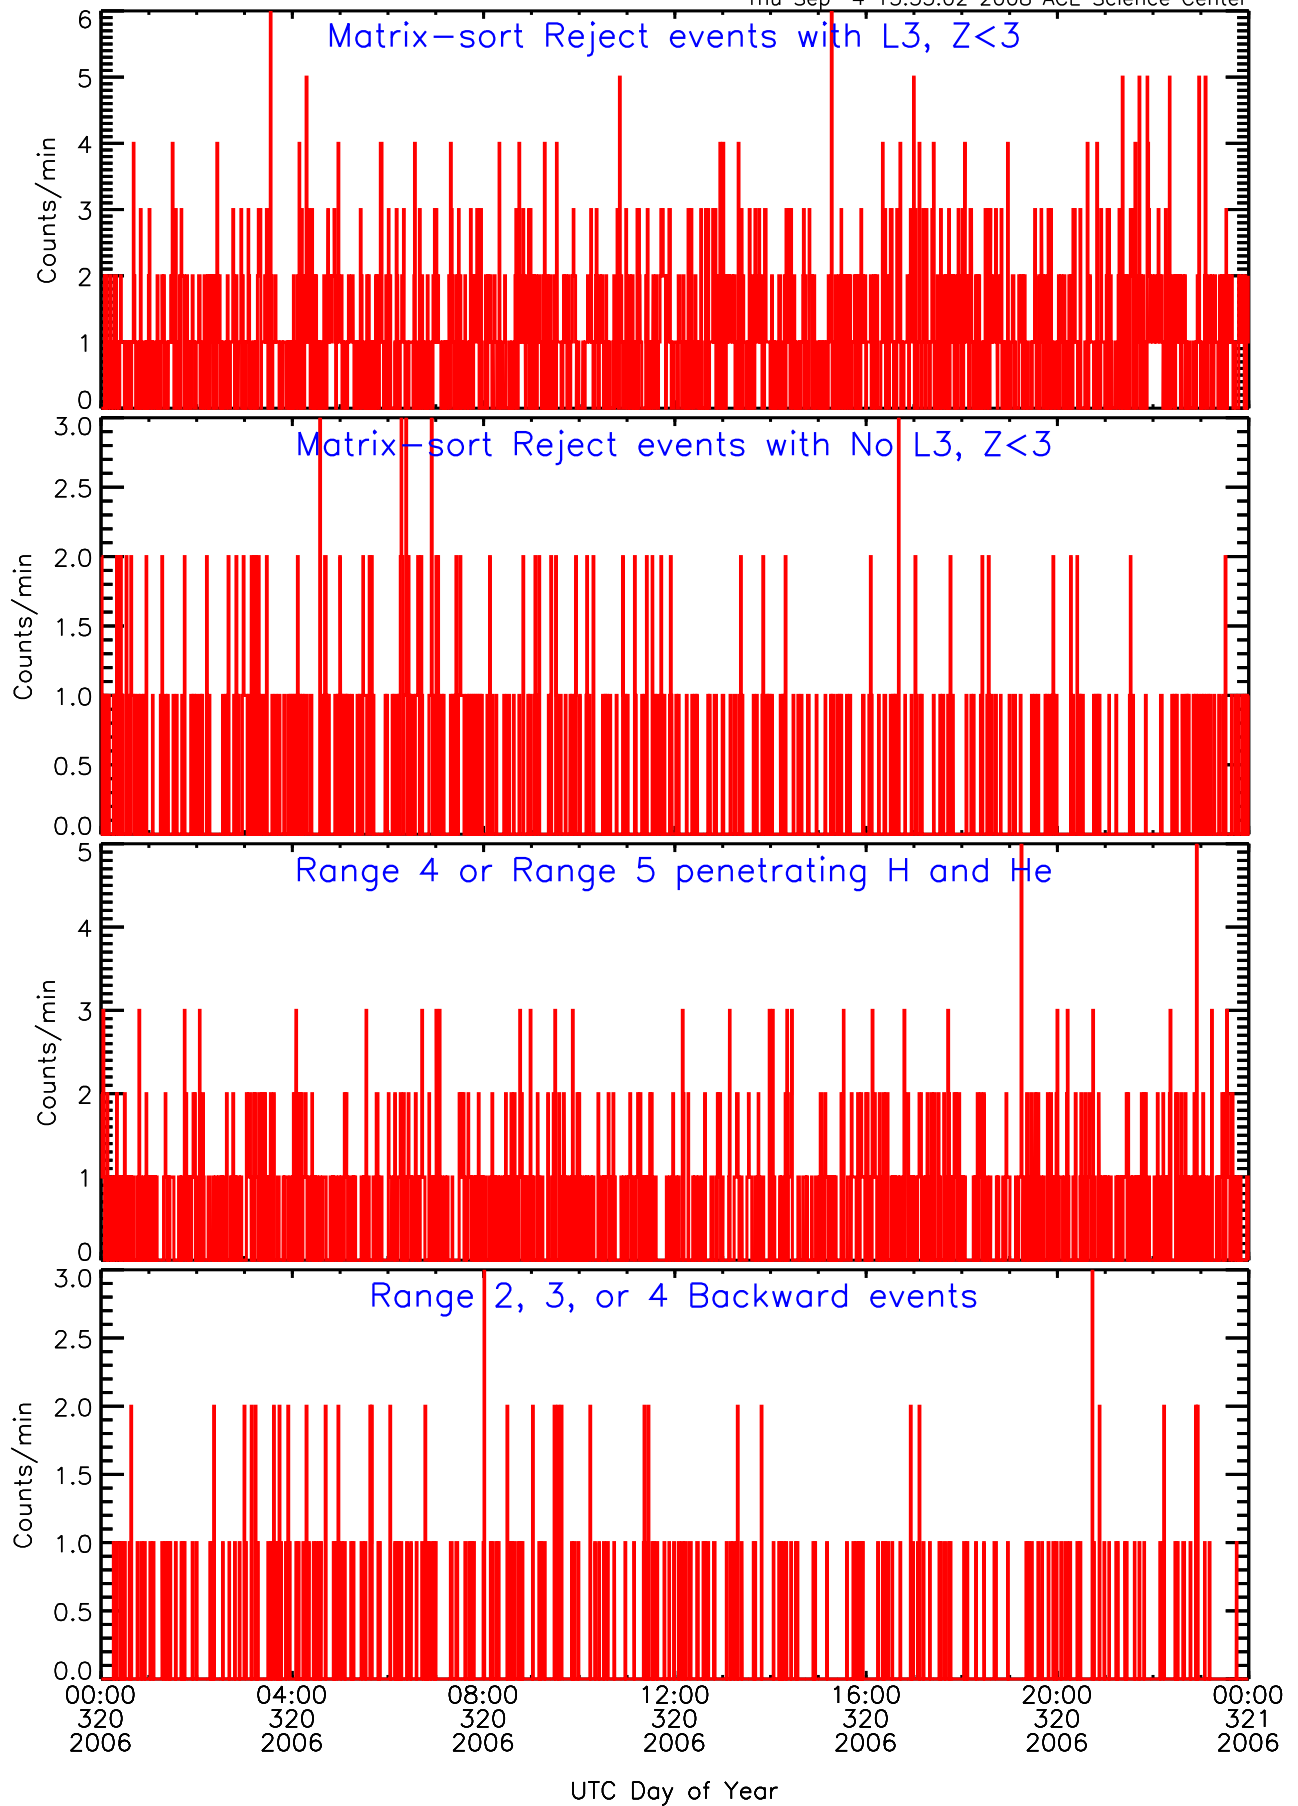 Matrix-sort Reject events with L3, Z<3
6
5
4
3
2
1
0
Counts/min
Matrix-sort Reject events with No L3, Z<3
3.0
2.5
2.0
1.5
1.0
0.5
0.0
Counts/min
Range 4 or Range 5 penetrating H and He
5
4
3
2
1
0
Counts/min
Range 2, 3, or 4 Backward events
3.0
2.5
2.0
1.5
1.0
0.5
0.0
Counts/min
00:00 04:00 08:00 12:00 16:00 20:00 00:00
320 320 320 320 320 320 321
2006 2006 2006 2006 2006 2006 2006
UTC Day of Year